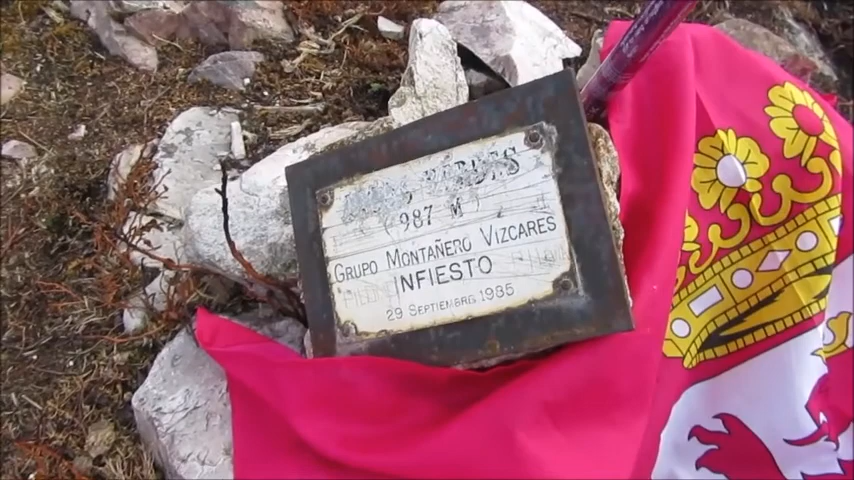 (987 M)
GRUPO MONTAÑERO VIZCARES
INFIESTO
29 SEPTIEMBRE 1985